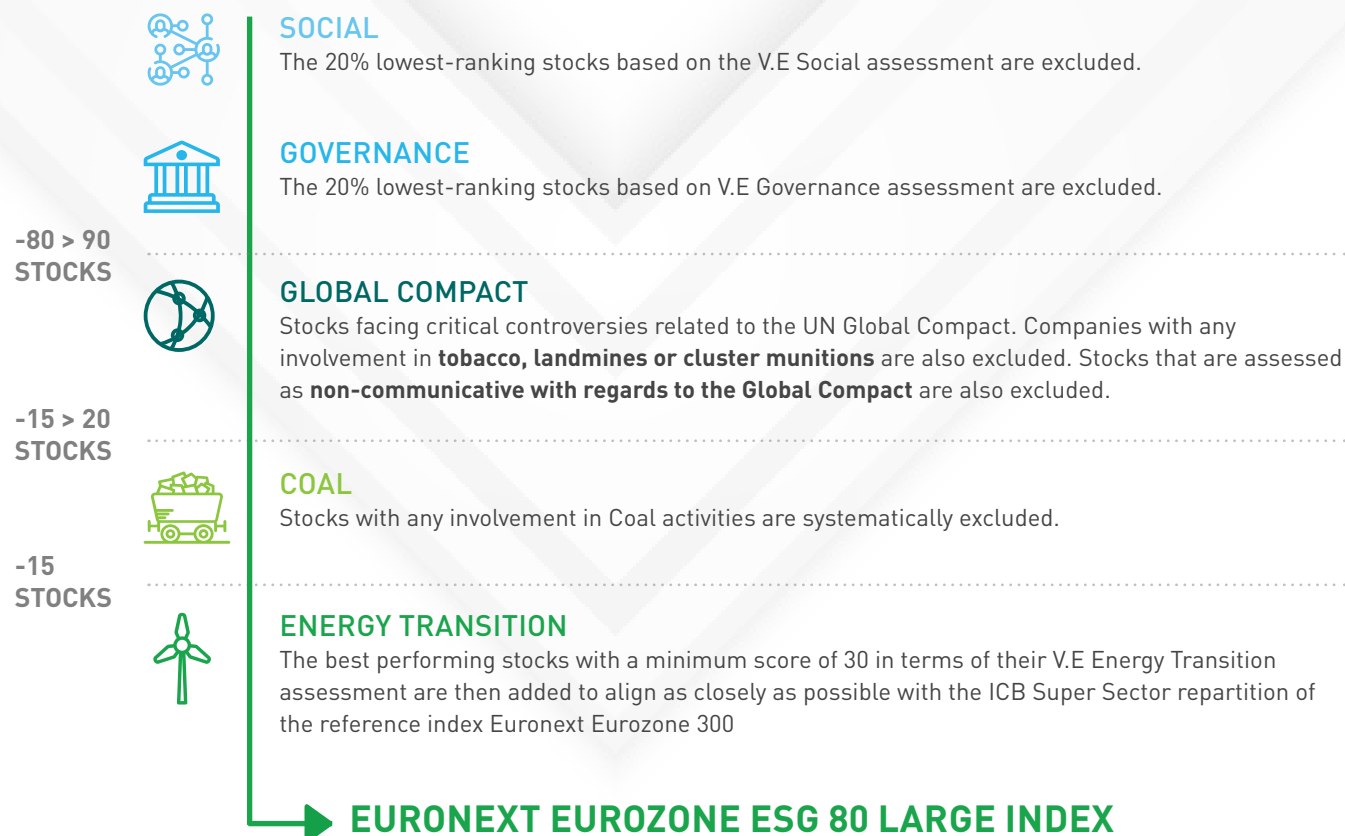 SOCIAL
The 20% lowest-ranking stocks based on the V.E Social assessment are excluded.
GOVERNANCE
The 20% lowest-ranking stocks based on V.E Governance assessment are excluded.
-80 > 90
STOCKS
GLOBAL COMPACT
Stocks facing critical controversies related to the UN Global Compact. Companies with any
involvement in tobacco, landmines or cluster munitions are also excluded. Stocks that are assessed
as non-communicative with regards to the Global Compact are also excluded.
-15 > 20
STOCKS
COAL
Stocks with any involvement in Coal activities are systematically excluded.
-15
STOCKS
ENERGY TRANSITION
The best performing stocks with a minimum score of 30 in terms of their V.E Energy Transition
assessment are then added to align as closely as possible with the ICB Super Sector repartition of
the reference index Euronext Eurozone 300
EURONEXT EUROZONE ESG 80 LARGE INDEX